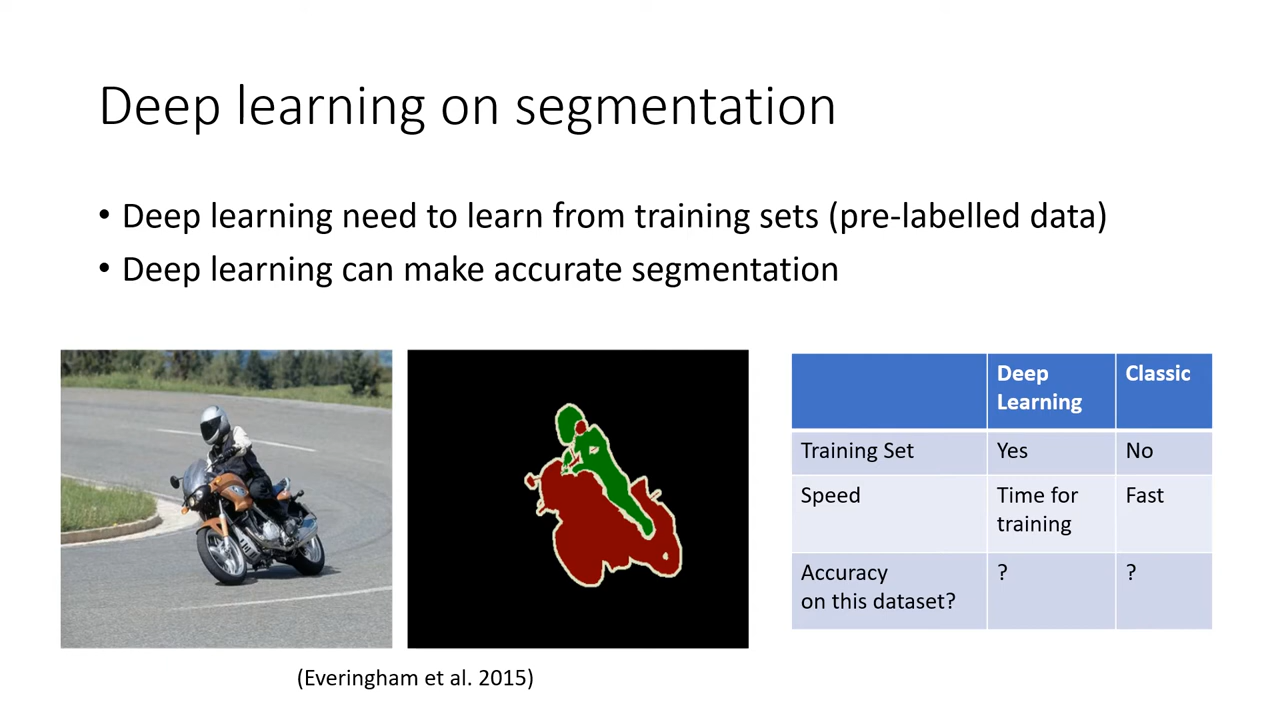 Deep learning on segmentation
• Deep learning need to learn from training sets (pre-labelled data)
• Deep learning can make accurate segmentation
Deep
Learning
Classic
Training Set
Yes
No
Speed
Time for
training
Fast
Accuracy
on this dataset?
?
?
(Everingham et al. 2015)